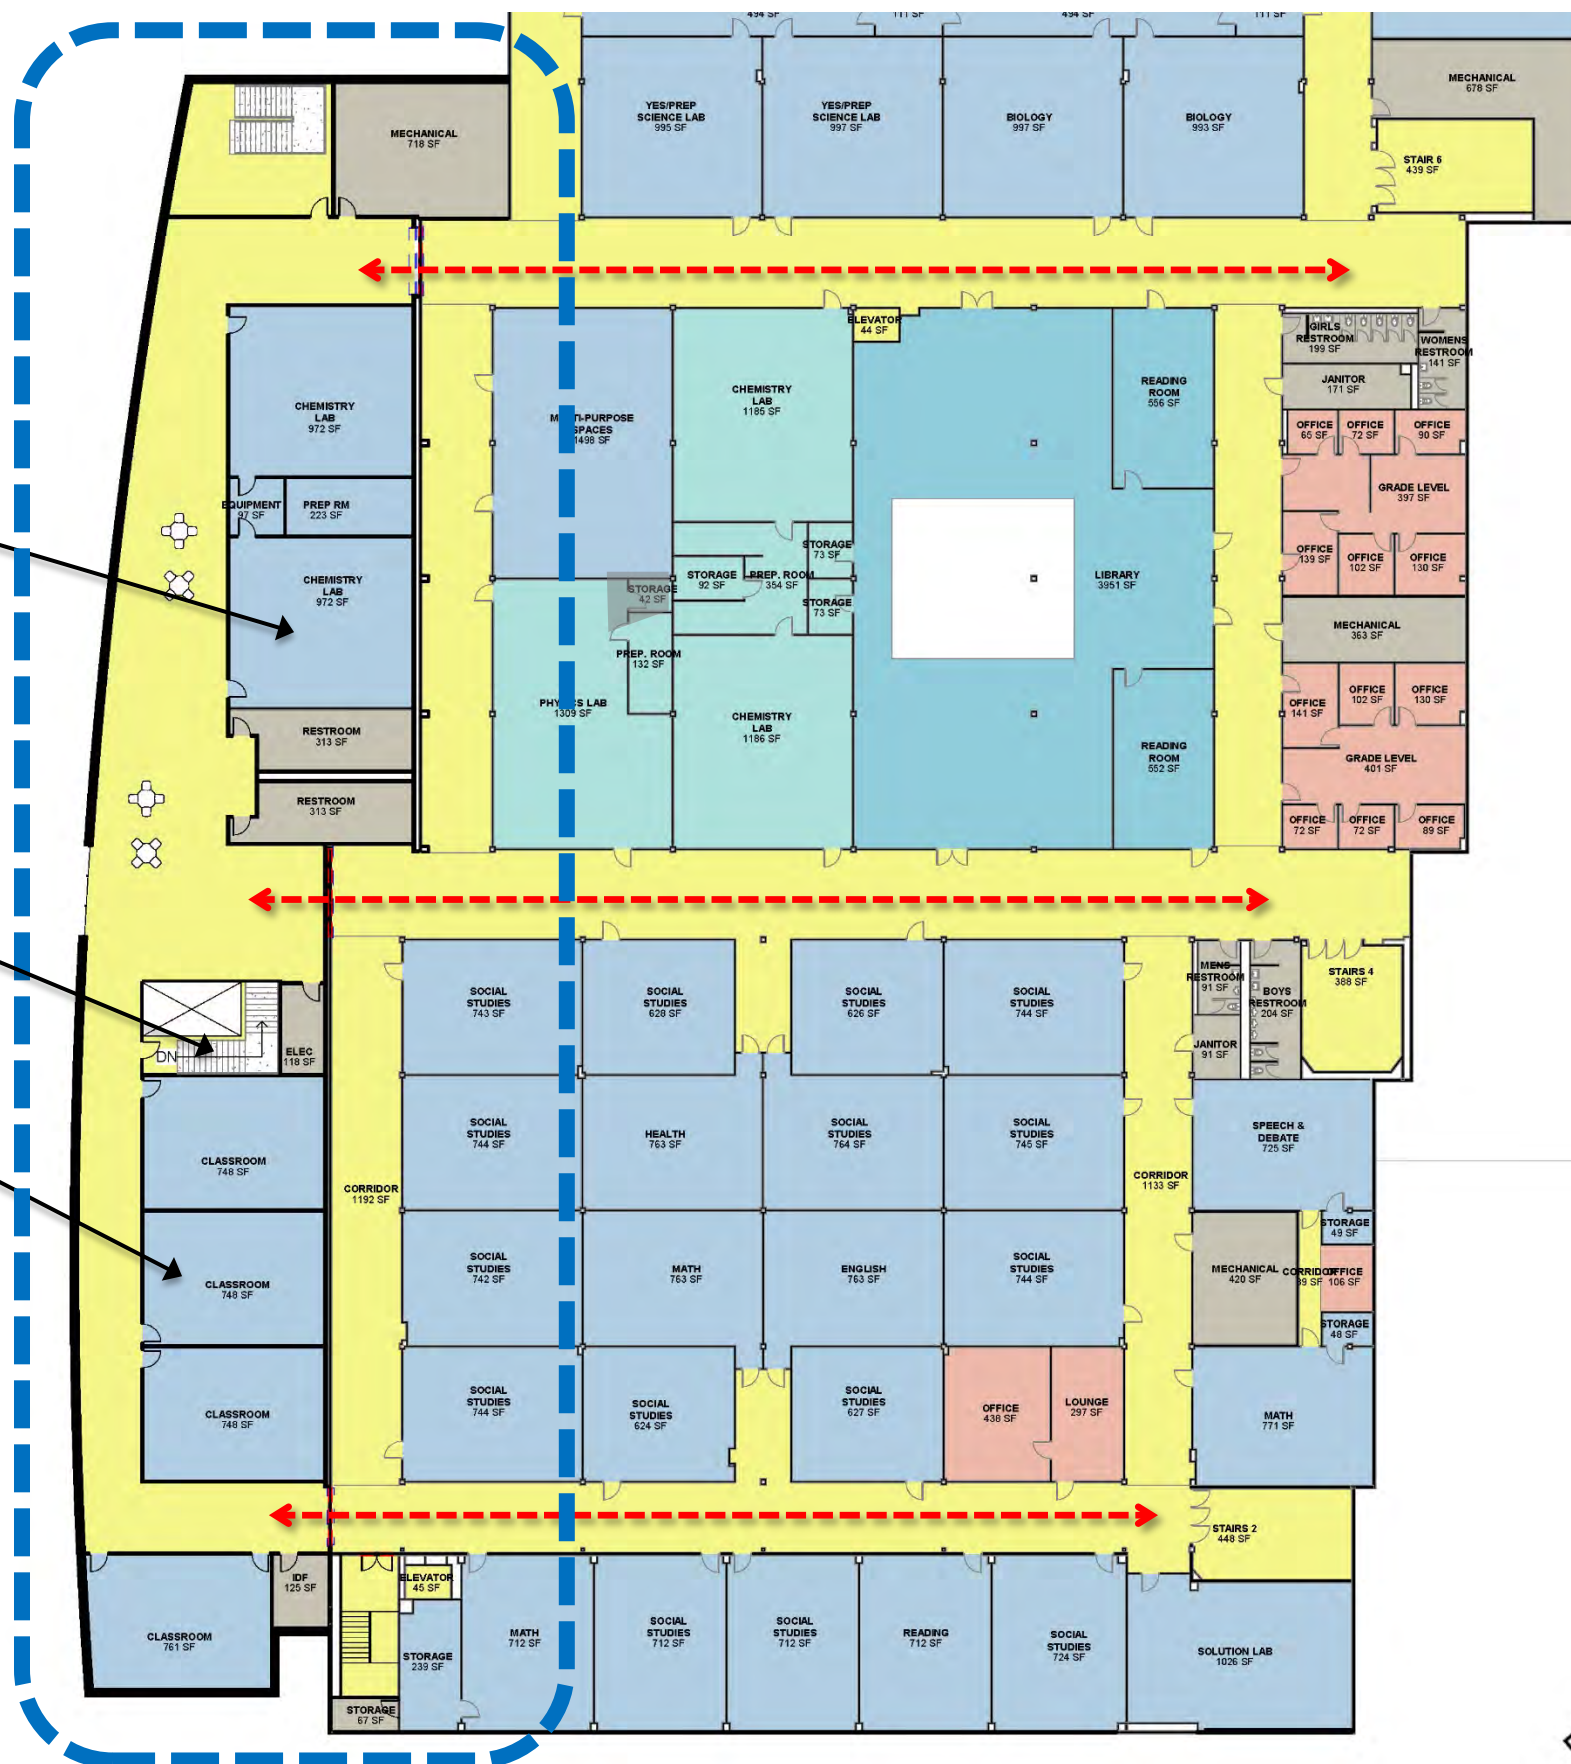 494 SF
111 SF
494 SF
111 SF
MECHANICAL
678 SF
MECHANICAL
718 SF
YES/PREP
SCIENCE LAB
995 SF
YES/PREP
SCIENCE LAB
997 SF
BIOLOGY
997 SF
BIOLOGY
993 SF
STAIR 6
439 SF
ELEVATOR
44 SF
GIRLS
RESTROOM
199 SF
WOMENS
RESTROOM
141 SF
JANITOR
171 SF
CHEMISTRY
LAB
972 SF
MULTI-PURPOSE
SPACES
1498 SF
CHEMISTRY
LAB
1185 SF
READING
ROOM
556 SF
OFFICE
65 SF
OFFICE
72 SF
OFFICE
90 SF
GRADE LEVEL
397 SF
EQUIPMENT
97 SF
PREP RM
223 SF
OFFICE
139 SF
OFFICE
102 SF
OFFICE
130 SF
CHEMISTRY
LAB
972 SF
STORAGE
42 SF
STORAGE
92 SF
PREP. ROOM
354 SF
STORAGE
73 SF
STORAGE
73 SF
LIBRARY
3951 SF
MECHANICAL
363 SF
PREP. ROOM
132 SF
PHYSICS LAB
1309 SF
CHEMISTRY
LAB
1186 SF
OFFICE
141 SF
OFFICE
102 SF
OFFICE
130 SF
RESTROOM
313 SF
READING
ROOM
552 SF
GRADE LEVEL
401 SF
RESTROOM
313 SF
OFFICE
72 SF
OFFICE
72 SF
OFFICE
89 SF
SOCIAL
STUDIES
743 SF
SOCIAL
STUDIES
628 SF
SOCIAL
STUDIES
626 SF
SOCIAL
STUDIES
744 SF
MENS
RESTROOM
91 SF
BOYS
RESTROOM
204 SF
STAIRS 4
388 SF
DN
ELEC
118 SF
JANITOR
91 SF
CLASSROOM
748 SF
SOCIAL
STUDIES
744 SF
HEALTH
763 SF
SOCIAL
STUDIES
764 SF
SOCIAL
STUDIES
745 SF
SPEECH &
DEBATE
725 SF
CORRIDOR
1192 SF
CORRIDOR
1133 SF
STORAGE
49 SF
CLASSROOM
748 SF
SOCIAL
STUDIES
742 SF
MATH
763 SF
ENGLISH
763 SF
SOCIAL
STUDIES
744 SF
MECHANICAL
420 SF
CORRIDOR
89 SF
OFFICE
106 SF
STORAGE
48 SF
CLASSROOM
748 SF
SOCIAL
STUDIES
744 SF
SOCIAL
STUDIES
624 SF
SOCIAL
STUDIES
627 SF
OFFICE
438 SF
LOUNGE
297 SF
MATH
771 SF
STAIRS 2
448 SF
IDF
125 SF
ELEVATOR
45 SF
CLASSROOM
761 SF
STORAGE
239 SF
MATH
712 SF
SOCIAL
STUDIES
712 SF
SOCIAL
STUDIES
712 SF
READING
712 SF
SOCIAL
STUDIES
724 SF
SOLUTION LAB
1026 SF
STORAGE
67 SF